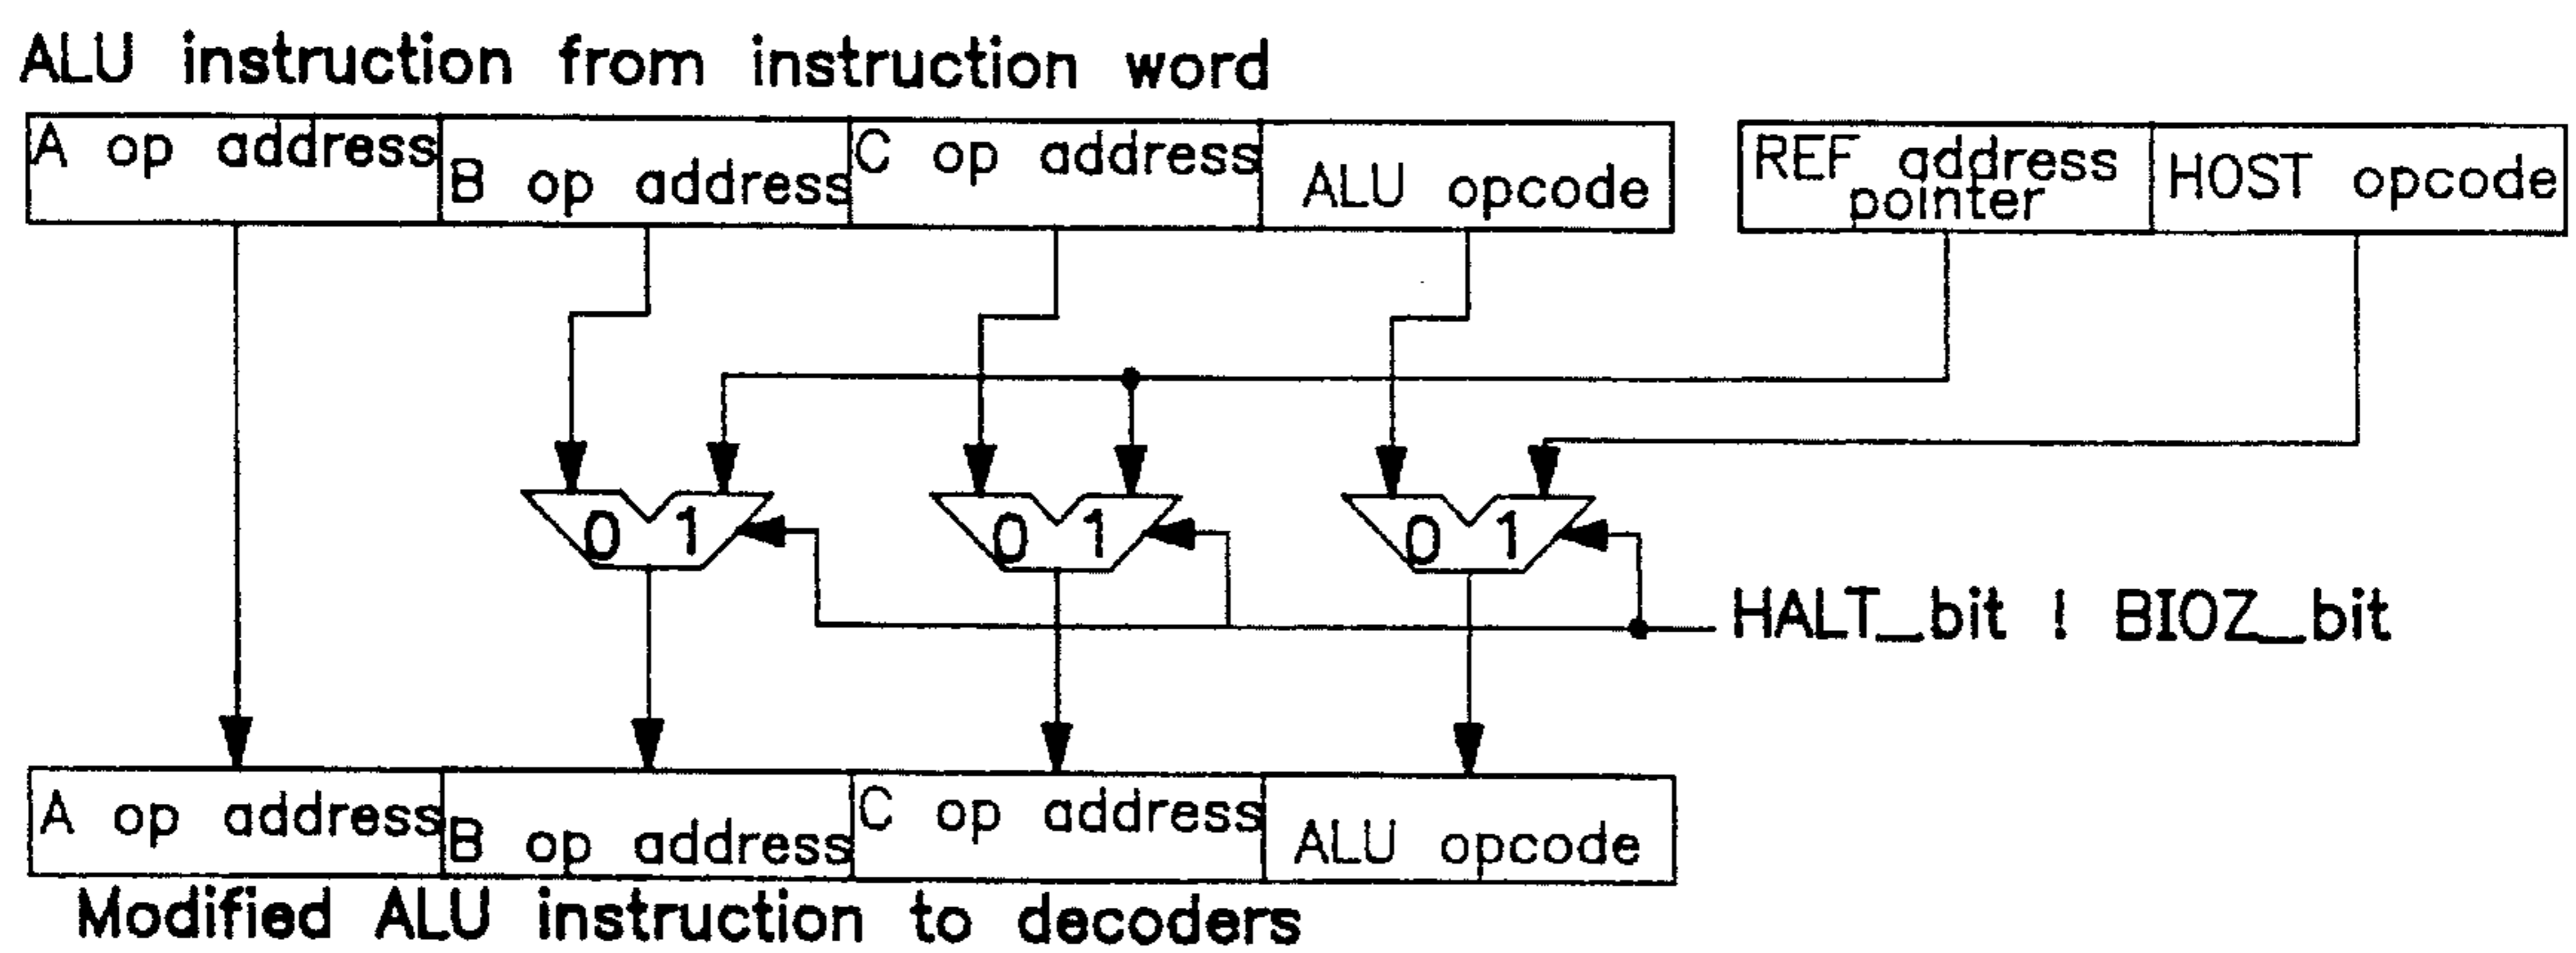 ALU instruction from instruction word
A op address
B op address
C op address
ALU opcode
REF address
pointer
HOST opcode
0 1
0 1
0 1
HALT_bit ! BIOZ_bit
A op address
B op address
C op address
ALU opcode
Modified ALU instruction to decoders